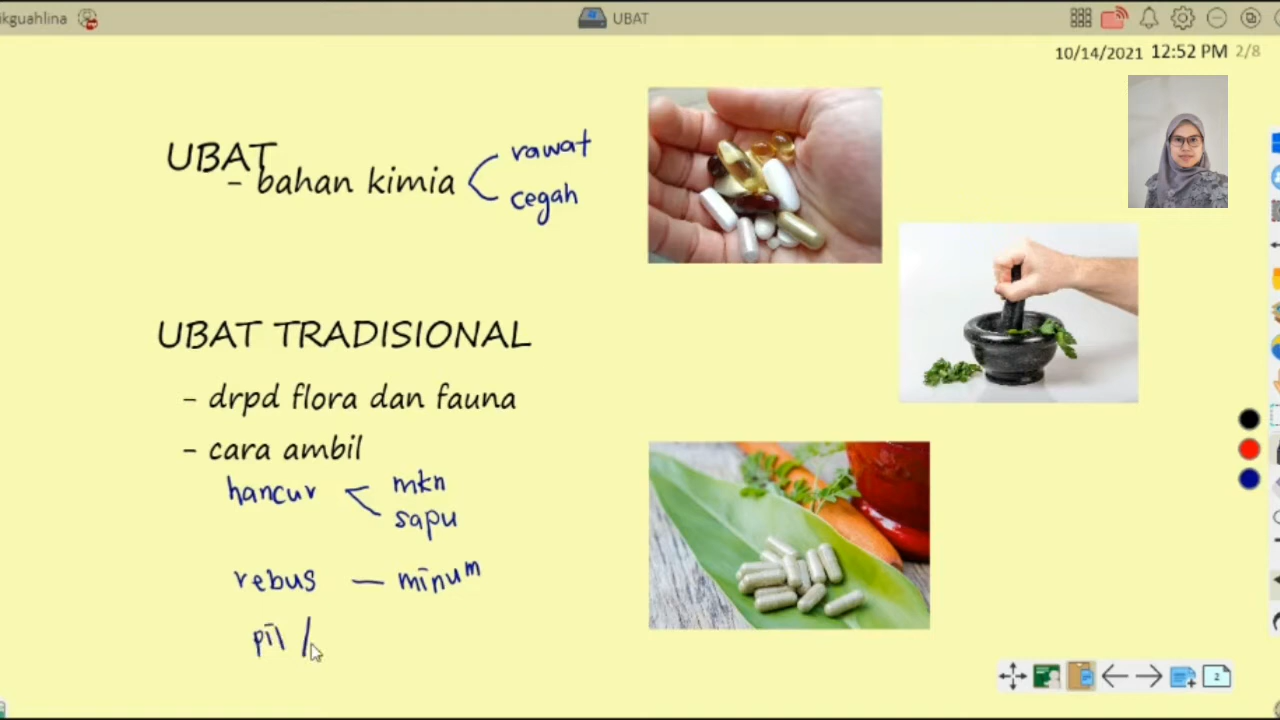 ikguahlina
UBAT
10/14/2021 12:52 PM 2/8
UBAT
- bahan kimia
rawat
cegah
UBAT TRADISIONAL
- drpd flora dan fauna
- cara ambil
hancur
mkn
sapu
rebus — minum
pil /
2